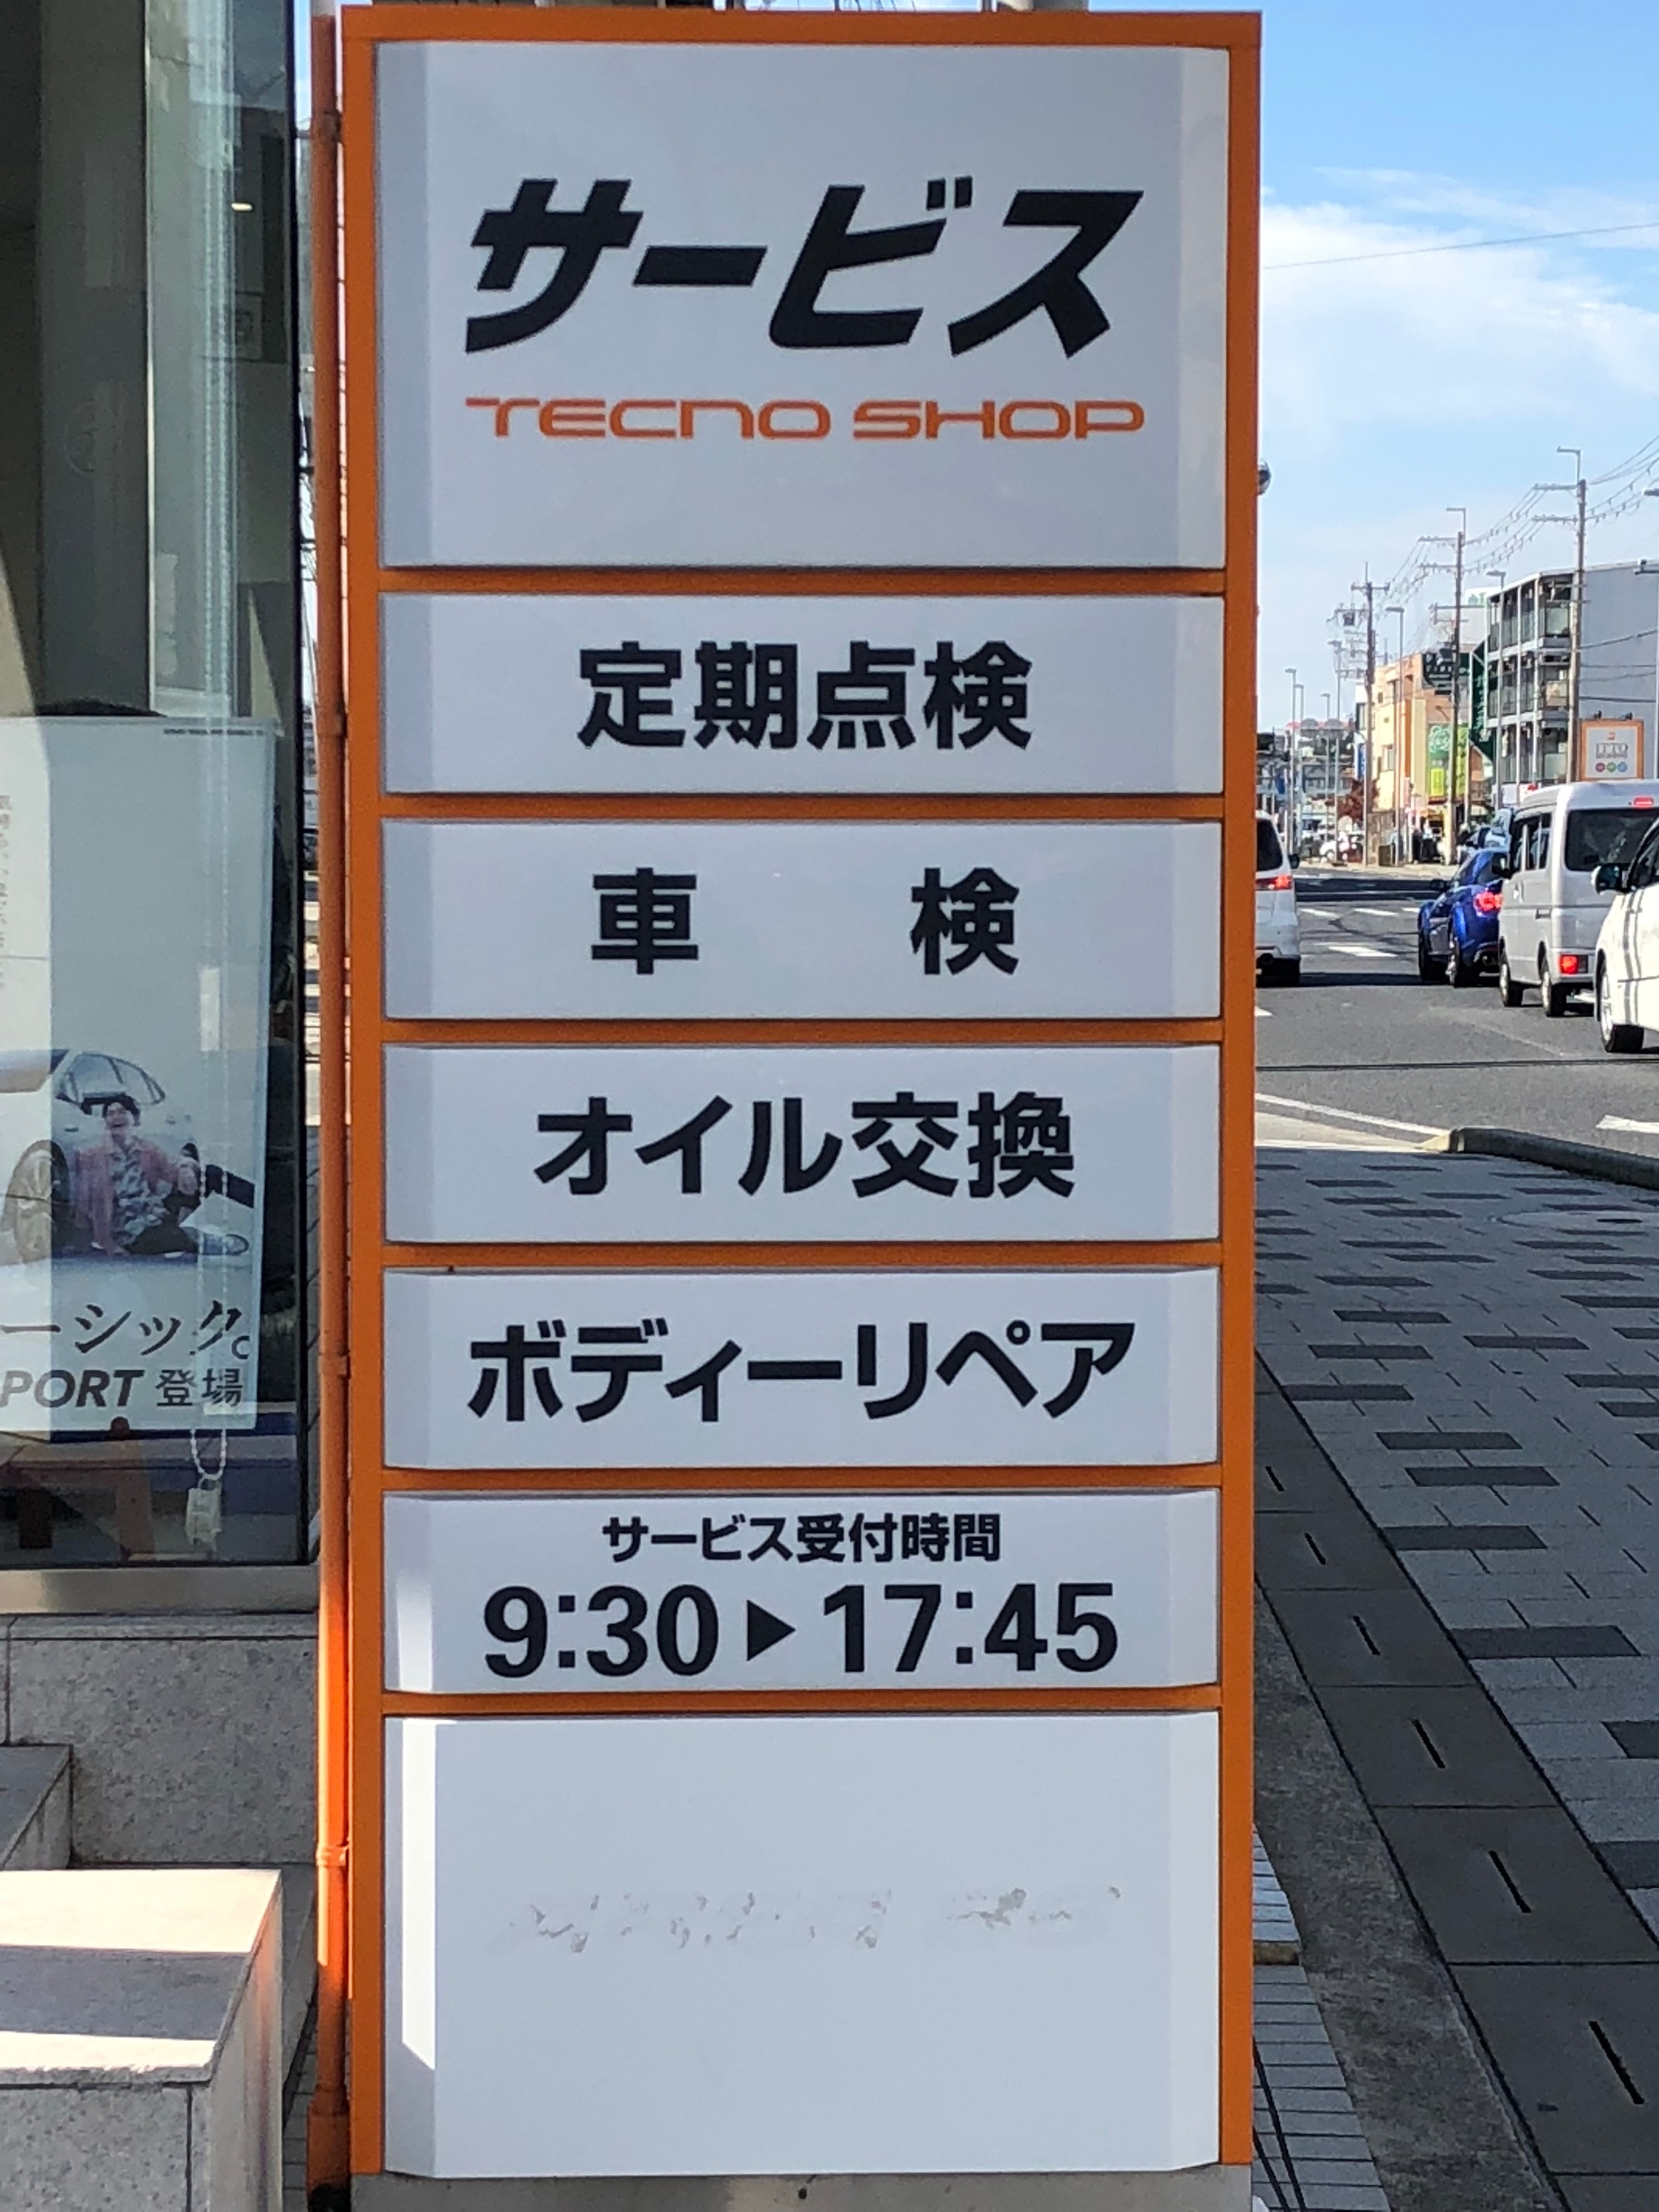 サービス
TECNO SHOP
定期点検
車 検
オイル交換
ボディーリペア
サービス受付時間
9:30▶17:45
ーシック。
PORT 登場